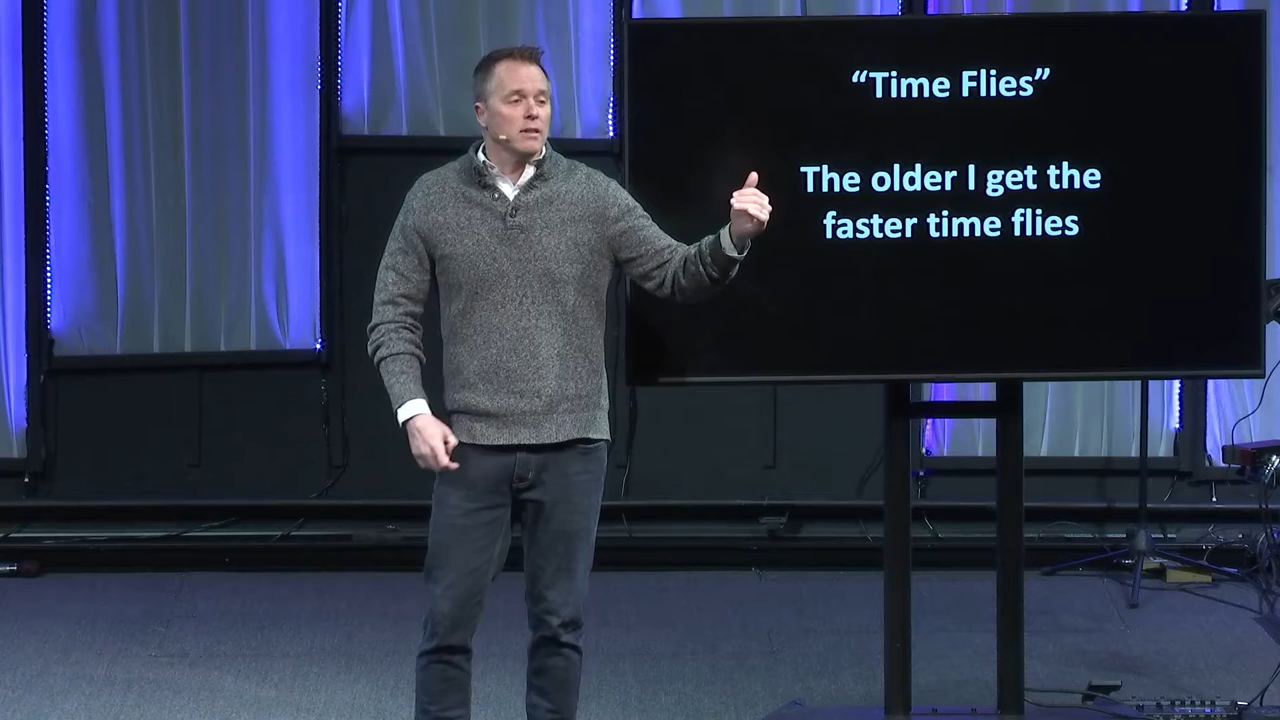 “Time Flies”
The older I get the
faster time flies